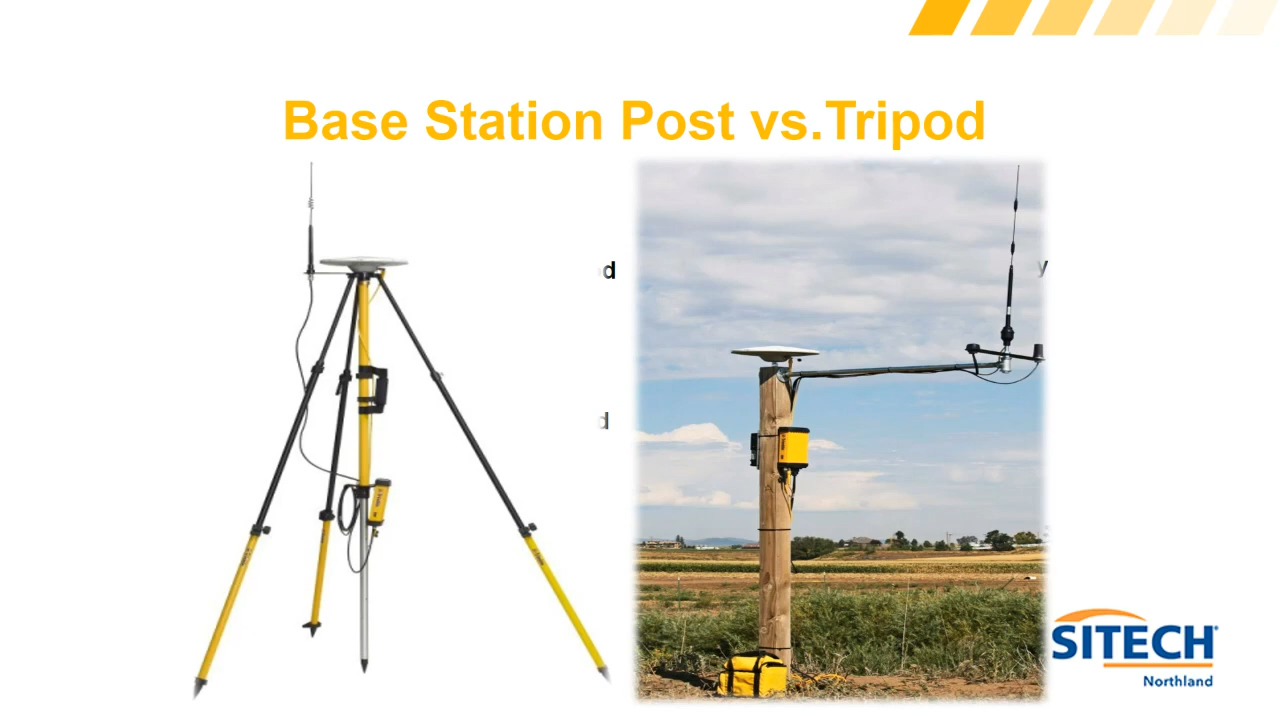 Base Station Post vs.Tripod
d
y
d
SITECH
Northland